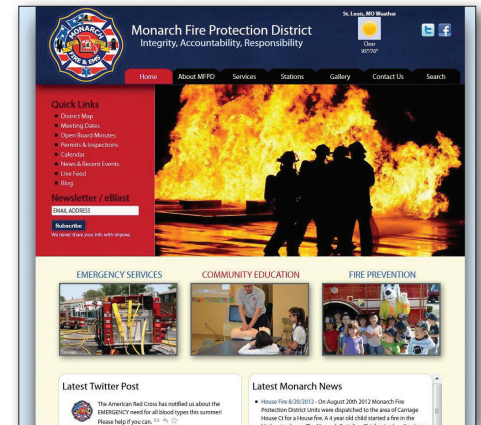 St. Louis, MO Weather
Monarch Fire Protection District
Integrity, Accountability, Responsibility
Clear
95°/70°
MONARCH
FIRE & EMS
Home
About MFPD
Services
Stations
Gallery
Contact Us
Search
Quick Links
District Map
Meeting Dates
Open Board Minutes
Permits & Inspections
Calendar
News & Recent Events
Live Feed
Blog
Newsletter / eBlast
EMAIL ADDRESS
Subscribe
We never share your info with anyone.
EMERGENCY SERVICES
COMMUNITY EDUCATION
FIRE PREVENTION
Latest Twitter Post
The American Red Cross has notified us about the
EMERGENCY need for all blood types this summer!
Please help if you can.
Latest Monarch News
House Fire 8/20/2012 - On August 20th 2012 Monarch Fire
Protection District Units were dispatched to the area of Carriage
House Ct for a House fire. A 4 year old child started a fire in the